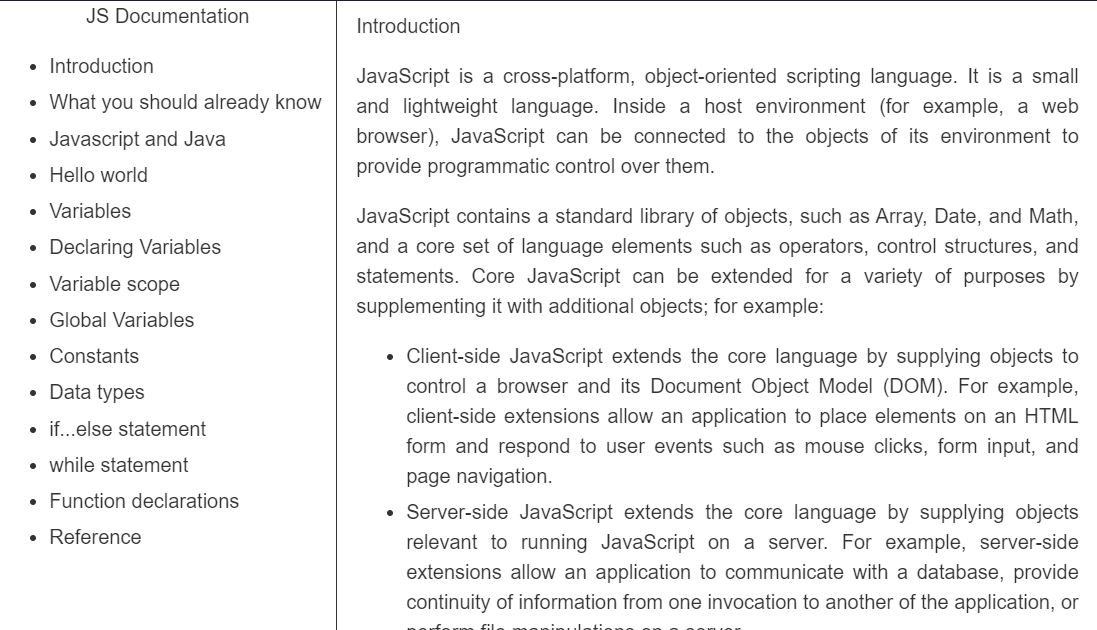 JS Documentation
Introduction
What you should already know
Javascript and Java
Hello world
Variables
Declaring Variables
Variable scope
Global Variables
Constants
Data types
if...else statement
while statement
Function declarations
Reference
Introduction
JavaScript is a cross-platform, object-oriented scripting language. It is a small
and lightweight language. Inside a host environment (for example, a web
browser), JavaScript can be connected to the objects of its environment to
provide programmatic control over them.
JavaScript contains a standard library of objects, such as Array, Date, and Math,
and a core set of language elements such as operators, control structures, and
statements. Core JavaScript can be extended for a variety of purposes by
supplementing it with additional objects; for example:
Client-side JavaScript extends the core language by supplying objects to
control a browser and its Document Object Model (DOM). For example,
client-side extensions allow an application to place elements on an HTML
form and respond to user events such as mouse clicks, form input, and
page navigation.
Server-side JavaScript extends the core language by supplying objects
relevant to running JavaScript on a server. For example, server-side
extensions allow an application to communicate with a database, provide
continuity of information from one invocation to another of the application, or
perform file manipulations on a server.